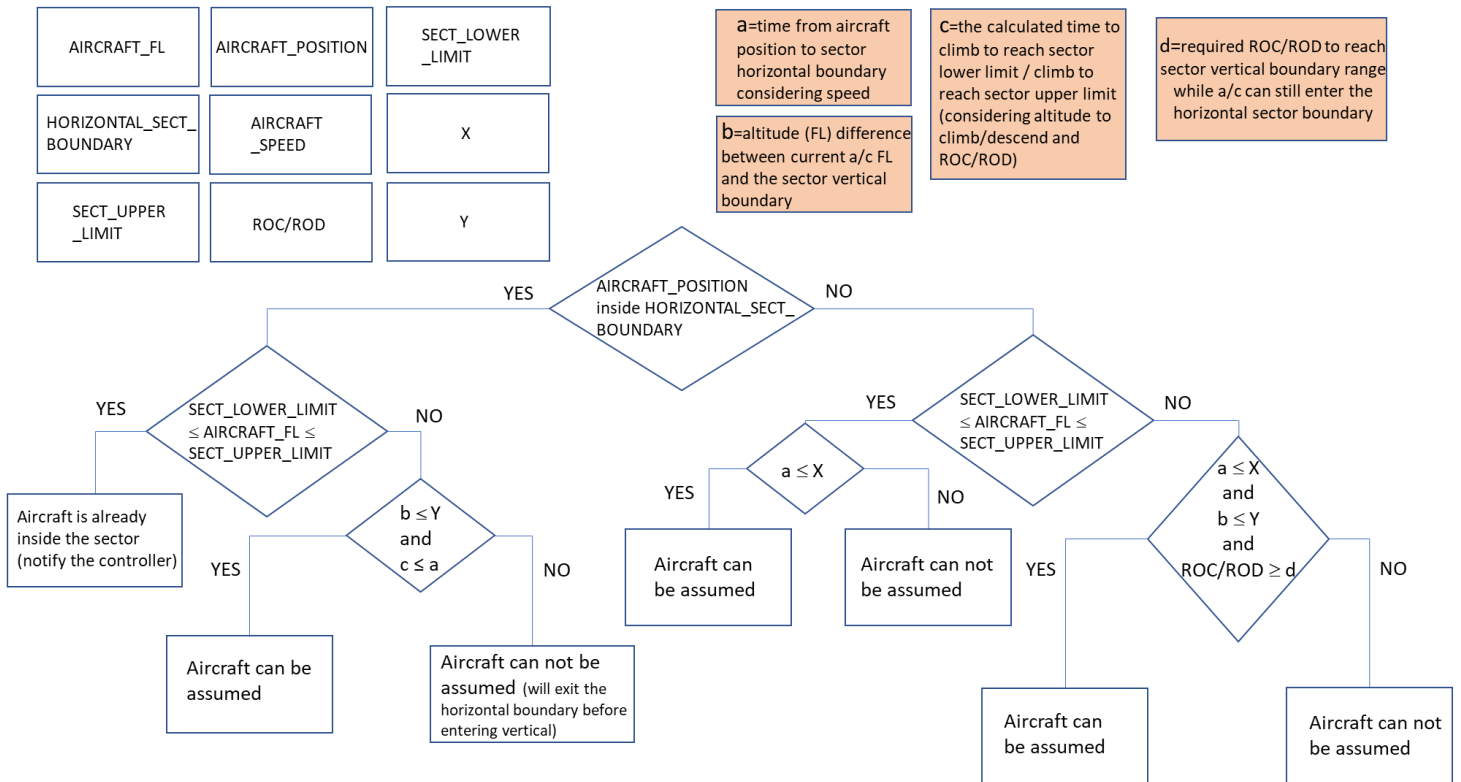 AIRCRAFT_FL
AIRCRAFT_POSITION
SECT_LOWER
_LIMIT
HORIZONTAL_SECT_
BOUNDARY
AIRCRAFT
_SPEED
X
SECT_UPPER
_LIMIT
ROC/ROD
Y
a=time from aircraft
position to sector
horizontal boundary
considering speed
b=altitude (FL) difference
between current a/c FL
and the sector vertical
boundary
c=the calculated time to
climb to reach sector
lower limit / climb to
reach sector upper limit
(considering altitude to
climb/descend and
ROC/ROD)
d=required ROC/ROD to reach
sector vertical boundary range
while a/c can still enter the
horizontal sector boundary
AIRCRAFT_POSITION
inside HORIZONTAL_SECT_
BOUNDARY
YES
NO
SECT_LOWER_LIMIT
≤ AIRCRAFT_FL ≤
SECT_UPPER_LIMIT
YES
NO
Aircraft is already
inside the sector
(notify the controller)
b ≤ Y
and
c ≤ a
YES
NO
Aircraft can be
assumed
Aircraft can not be
assumed (will exit the
horizontal boundary before
entering vertical)
SECT_LOWER_LIMIT
≤ AIRCRAFT_FL ≤
SECT_UPPER_LIMIT
YES
NO
a ≤ X
YES
NO
Aircraft can
be assumed
Aircraft can not
be assumed
a ≤ X
and
b ≤ Y
and
ROC/ROD ≥ d
YES
NO
Aircraft can
be assumed
Aircraft can not
be assumed